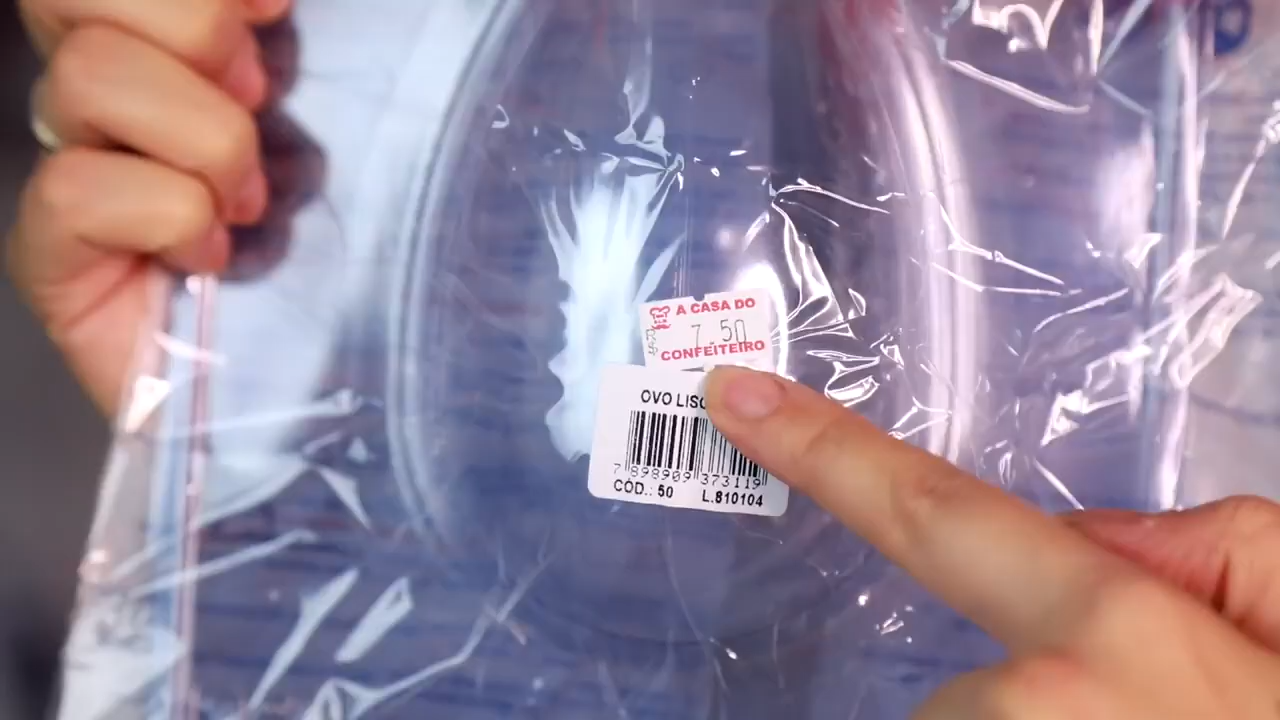 A CASA DO
7.50
CONFEITEIRO
OVO LISO
7 898909 373119
CÓD.: 50 L.810104